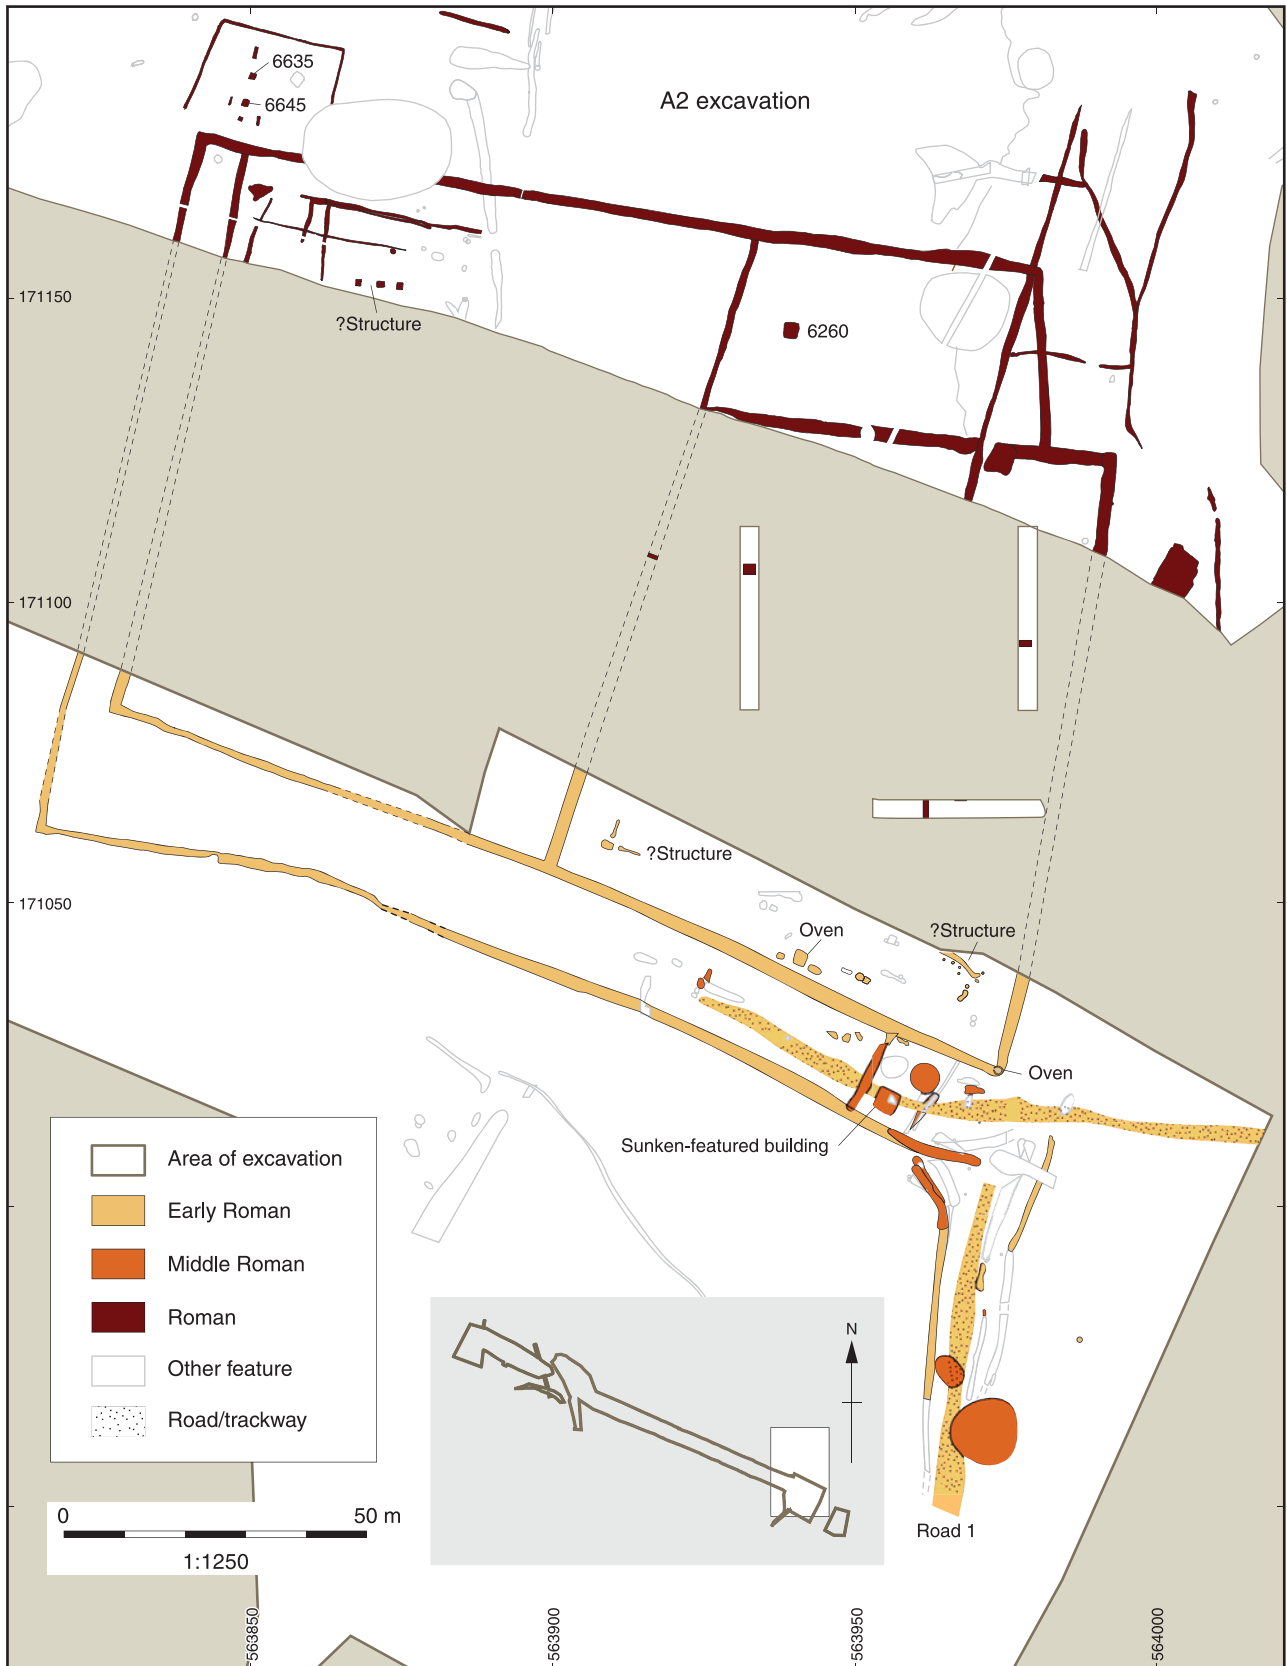 6635
6645
A2 excavation
171150
?Structure
6260
171100
?Structure
171050
Oven
?Structure
Oven
Sunken-featured building
Area of excavation
Early Roman
Middle Roman
Roman
Other feature
Road/trackway
N
0 50 m
1:1250
Road 1
563850
563900
563950
564000